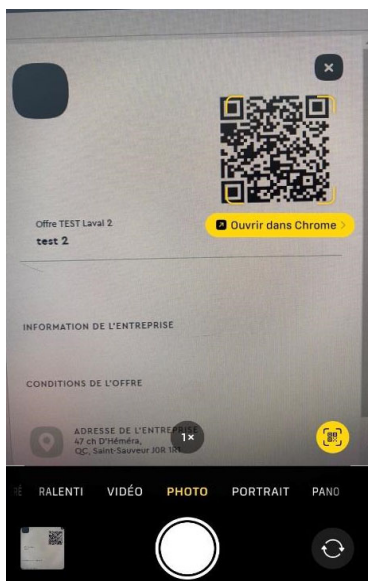 Offre TEST Laval 2
test 2
Ouvrir dans Chrome
INFORMATION DE L'ENTREPRISE
CONDITIONS DE L'OFFRE
ADRESSE DE L'ENTREPRISE
47 ch D'Héméra,
QC, Saint-Sauveur J0R 1R1
1×
RALENTI VIDÉO PHOTO PORTRAIT PANO